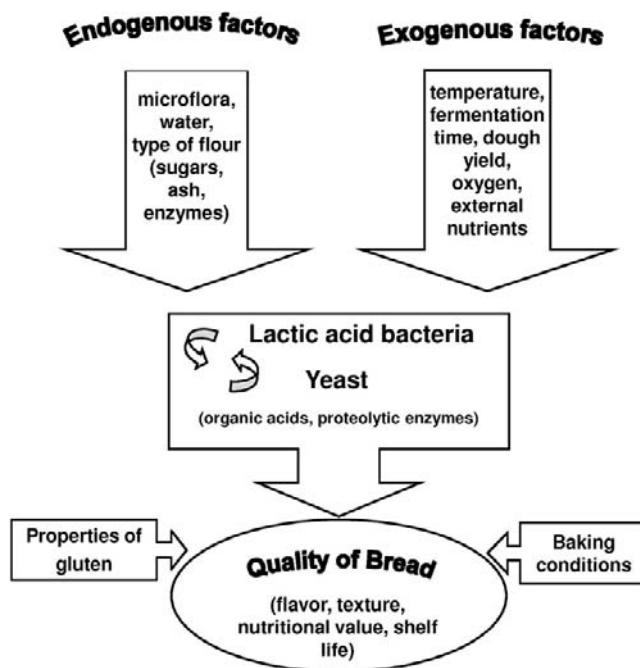 Endogenous factors
microflora,
water,
type of flour
(sugars,
ash,
enzymes)
Exogenous factors
temperature,
fermentation
time, dough
yield,
oxygen,
external
nutrients
Lactic acid bacteria
Yeast
(organic acids, proteolytic enzymes)
Properties of
gluten
Quality of Bread
(flavor, texture,
nutritional value, shelf
life)
Baking
conditions